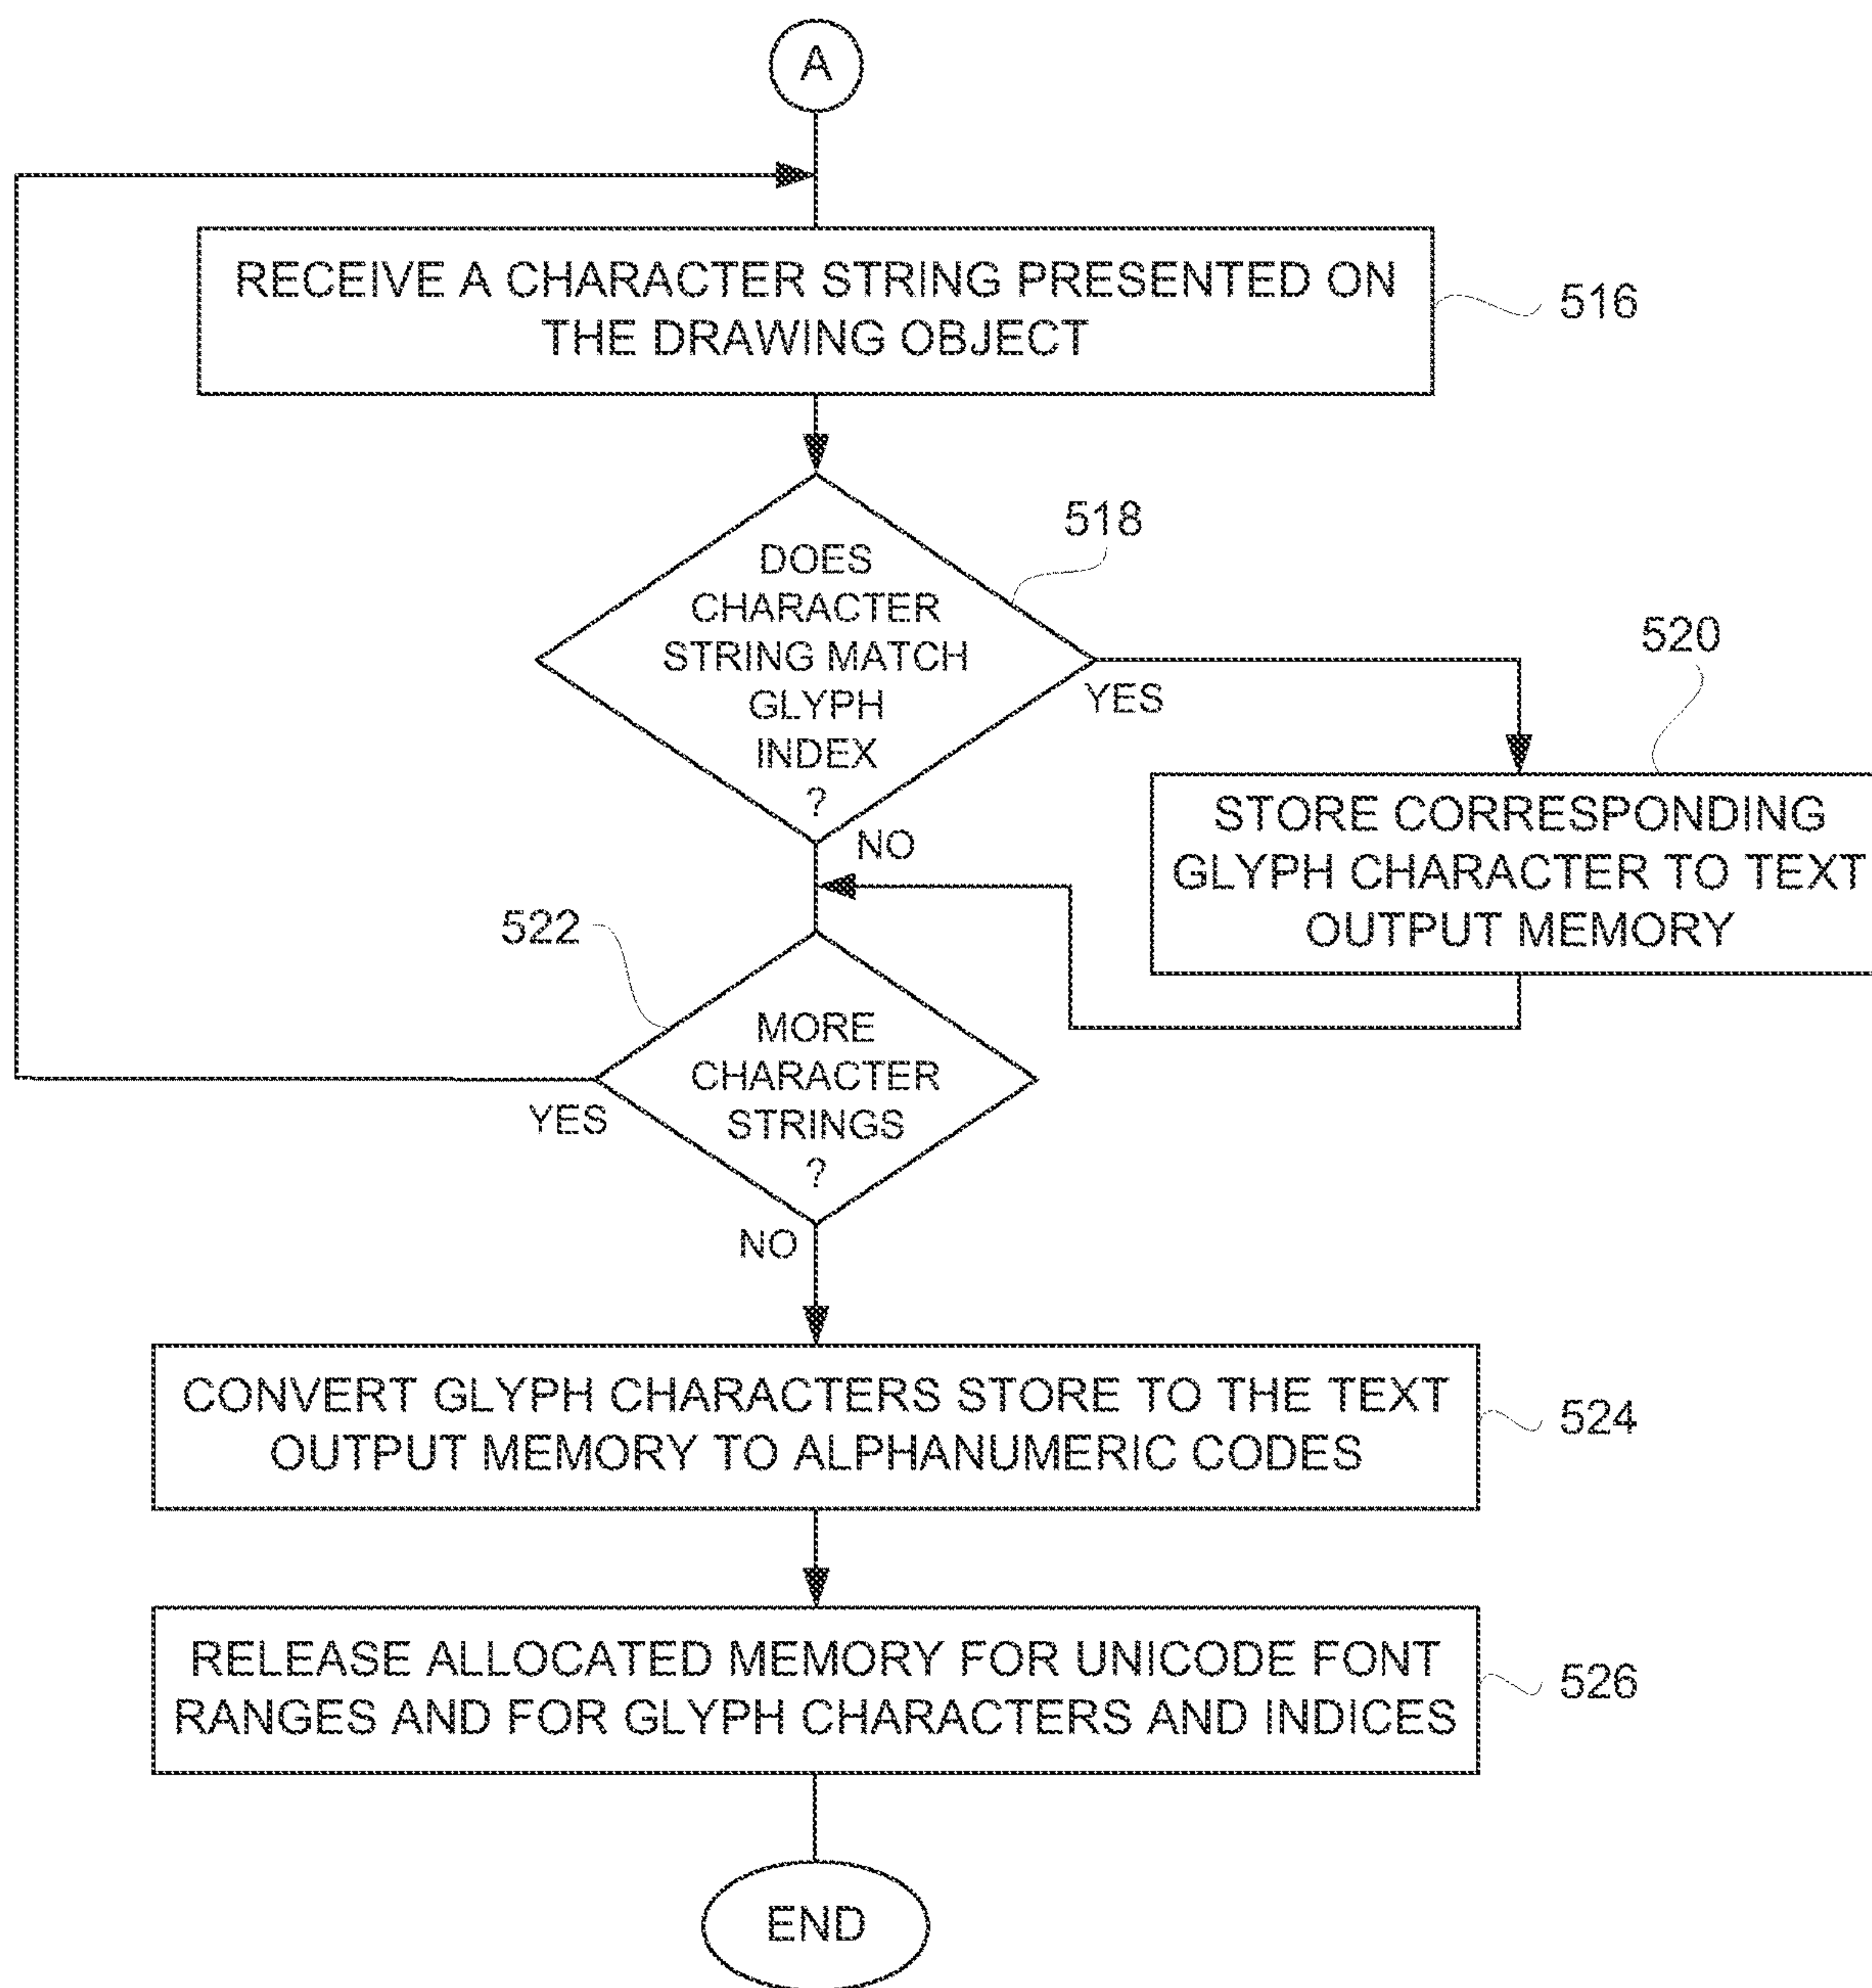 A
RECEIVE A CHARACTER STRING PRESENTED ON
THE DRAWING OBJECT
516
518
DOES
CHARACTER
STRING MATCH
GLYPH
INDEX
?
YES
NO
520
STORE CORRESPONDING
GLYPH CHARACTER TO TEXT
OUTPUT MEMORY
522
MORE
CHARACTER
STRINGS
?
YES
NO
CONVERT GLYPH CHARACTERS STORE TO THE TEXT
OUTPUT MEMORY TO ALPHANUMERIC CODES
524
RELEASE ALLOCATED MEMORY FOR UNICODE FONT
RANGES AND FOR GLYPH CHARACTERS AND INDICES
526
END